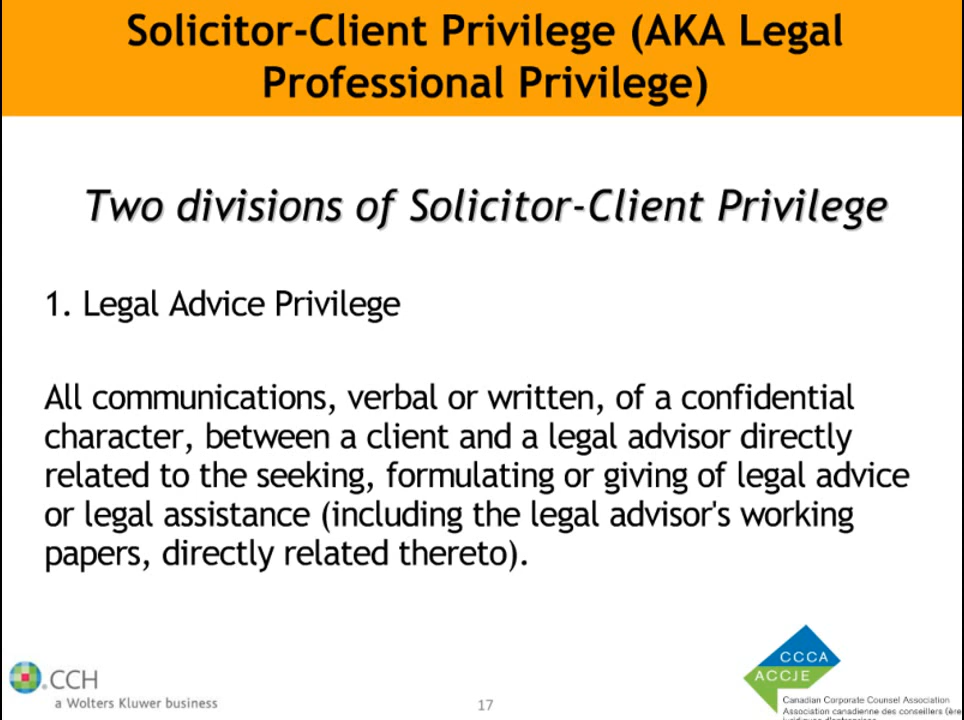 Solicitor-Client Privilege (AKA Legal
Professional Privilege)
Two divisions of Solicitor-Client Privilege
1. Legal Advice Privilege
All communications, verbal or written, of a confidential
character, between a client and a legal advisor directly
related to the seeking, formulating or giving of legal advice
or legal assistance (including the legal advisor's working
papers, directly related thereto).
CCH
a Wolters Kluwer business
17
CCCA
ACCJE
Canadian Corporate Counsel Association
Association canadienne des conseillers (ère